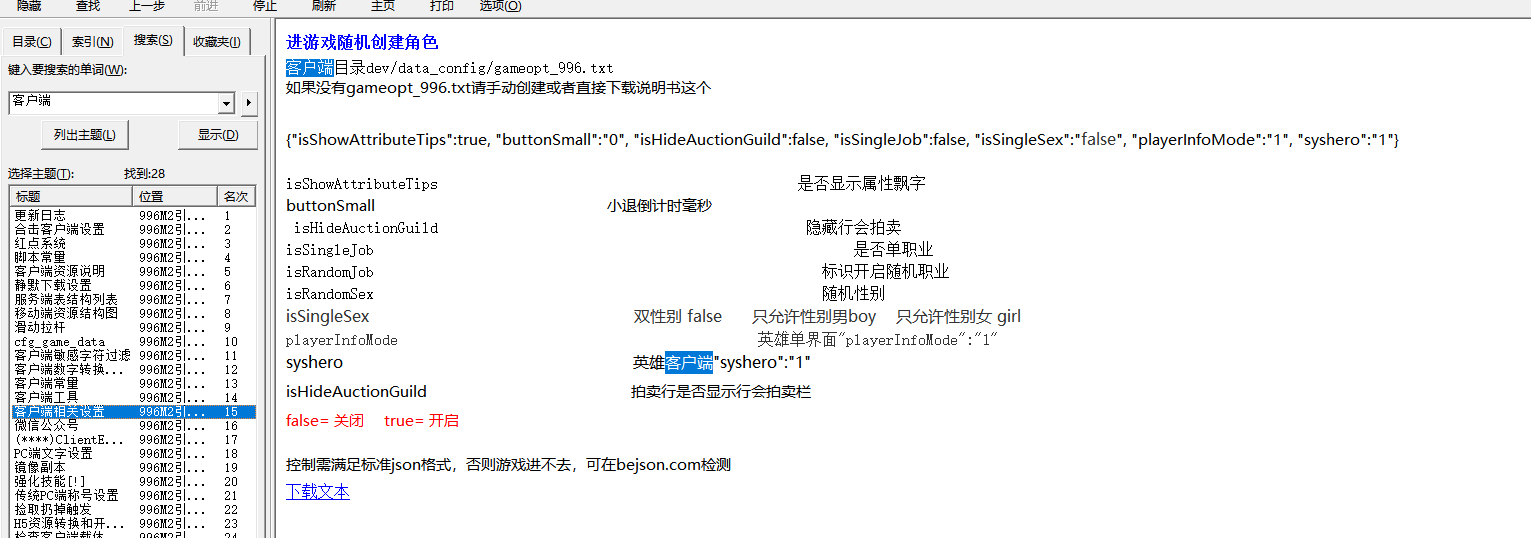 隐藏 查找 上一步 前进 停止 刷新 主页 打印 选项(O)
目录(C) 索引(N) 搜索(S) 收藏夹(I)
键入要搜索的单词(W):
客户端
列出主题(L) 显示(D)
选择主题(T): 找到:28
标题 位置 名次
更新日志 996M2引... 1
合击客户端设置 996M2引... 2
红点系统 996M2引... 3
脚本常量 996M2引... 4
客户端资源说明 996M2引... 5
静默下载设置 996M2引... 6
服务端表结构列表 996M2引... 7
移动端资源结构图 996M2引... 8
滑动拉杆 996M2引... 9
cfg_game_data 996M2引... 10
客户端敏感字符过滤 996M2引... 11
客户端数字转换... 996M2引... 12
客户端常量 996M2引... 13
客户端工具 996M2引... 14
客户端相关设置 996M2引... 15
微信公众号 996M2引... 16
(****)ClientE... 996M2引... 17
PC端文字设置 996M2引... 18
镜像副本 996M2引... 19
强化技能[!] 996M2引... 20
传统PC端称号设置 996M2引... 21
捡取扔掉触发 996M2引... 22
H5资源转换和开... 996M2引... 23
检查客户端载体 996M2引... 24
进游戏随机创建角色
客户端目录dev/data_config/gameopt_996.txt
如果没有gameopt_996.txt请手动创建或者直接下载说明书这个
{"isShowAttributeTips":true, "buttonSmall":"0", "isHideAuctionGuild":false, "isSingleJob":false, "isSingleSex":"false", "playerInfoMode":"1", "syshero":"1"}
isShowAttributeTips 是否显示属性飘字
buttonSmall 小退倒计时毫秒
isHideAuctionGuild 隐藏行会拍卖
isSingleJob 是否单职业
isRandomJob 标识开启随机职业
isRandomSex 随机性别
isSingleSex 双性别 false 只允许性别男boy 只允许性别女 girl
playerInfoMode 英雄单界面"playerInfoMode":"1"
syshero 英雄客户端"syshero":"1"
isHideAuctionGuild 拍卖行是否显示行会拍卖栏
false= 关闭 true= 开启
控制需满足标准json格式，否则游戏进不去，可在bejson.com检测
下载文本